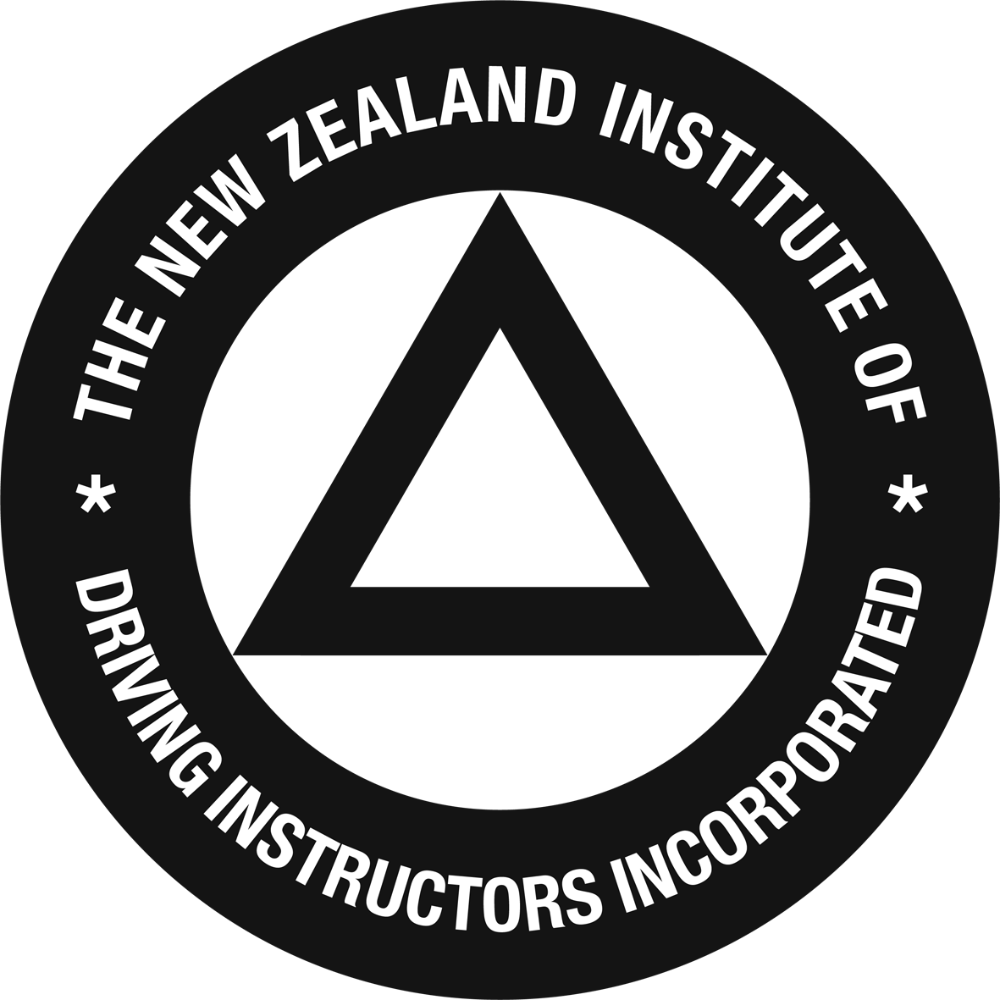 THE NEW ZEALAND INSTITUTE OF
* *
DRIVING INSTRUCTORS INCORPORATED